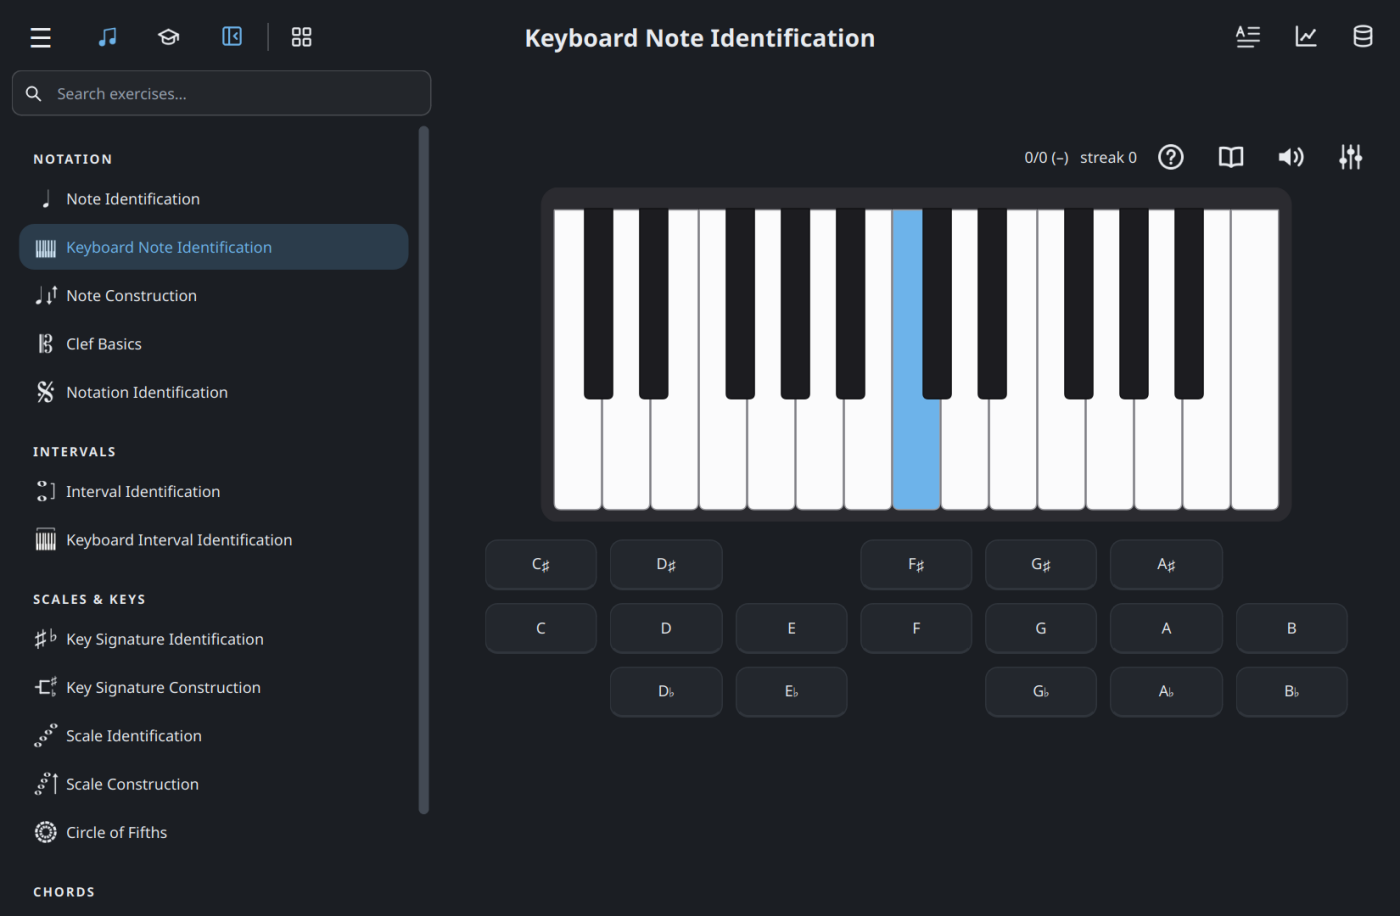 Keyboard Note Identification
Search exercises...
NOTATION
Note Identification
Keyboard Note Identification
Note Construction
Clef Basics
Notation Identification
INTERVALS
Interval Identification
Keyboard Interval Identification
SCALES & KEYS
Key Signature Identification
Key Signature Construction
Scale Identification
Scale Construction
Circle of Fifths
CHORDS
0/0 (–) streak 0
C♯ D♯ F♯ G♯ A♯
C D E F G A B
D♭ E♭ G♭ A♭ B♭